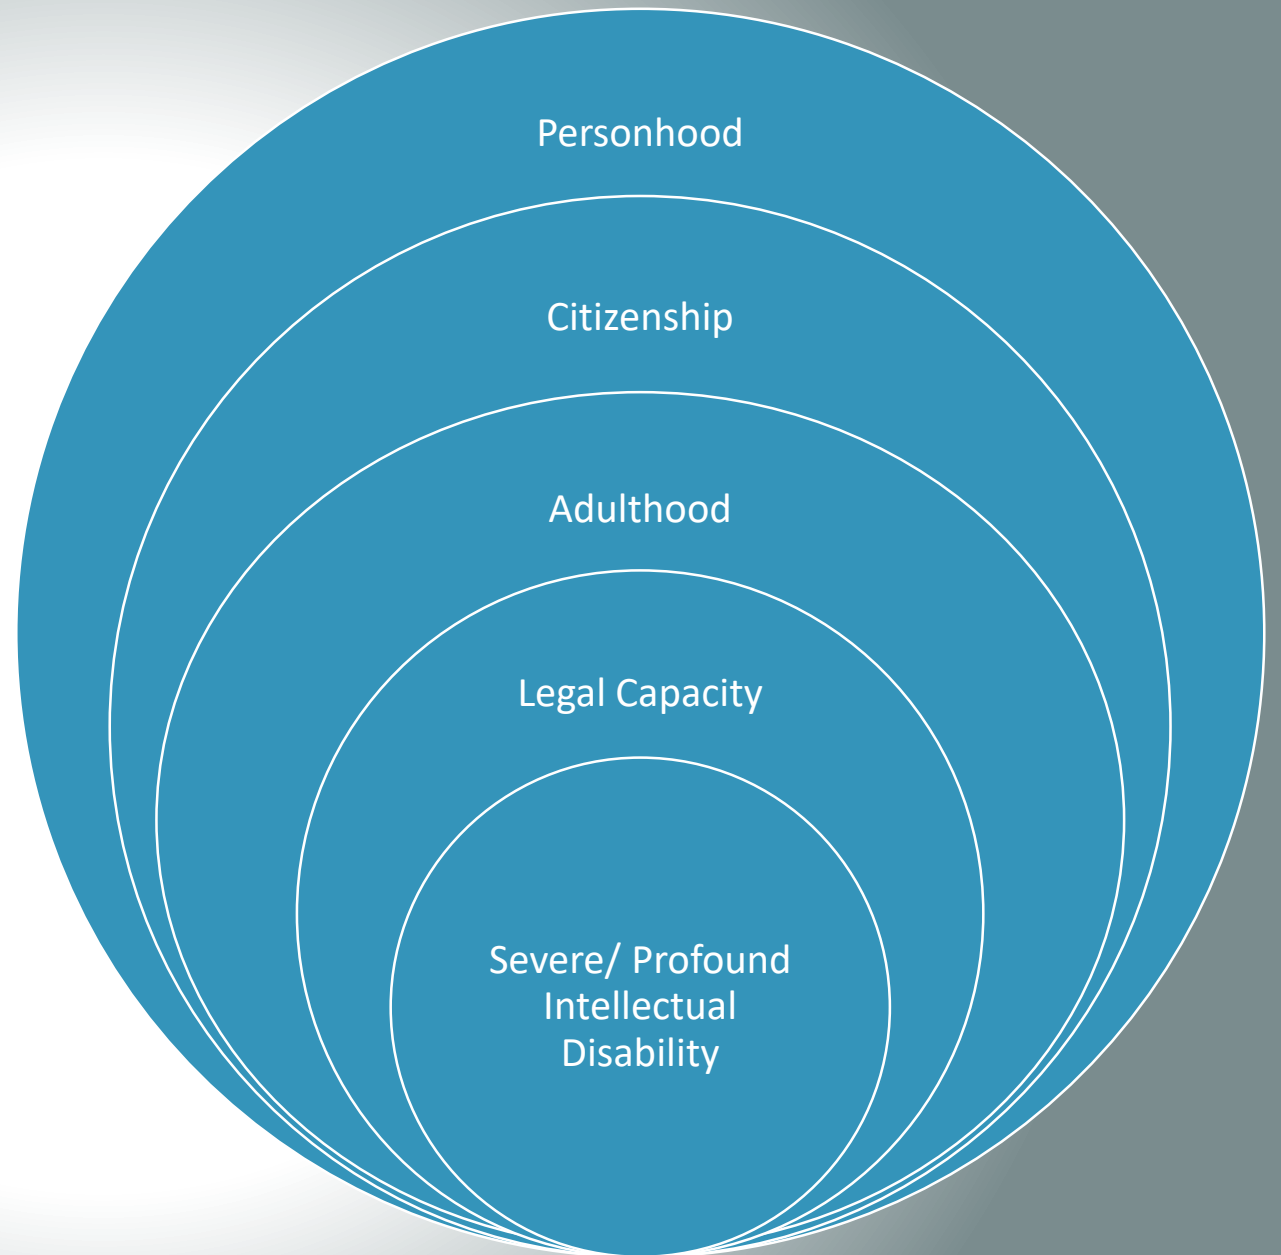 Personhood
Citizenship
Adulthood
Legal Capacity
Severe/ Profound
Intellectual
Disability